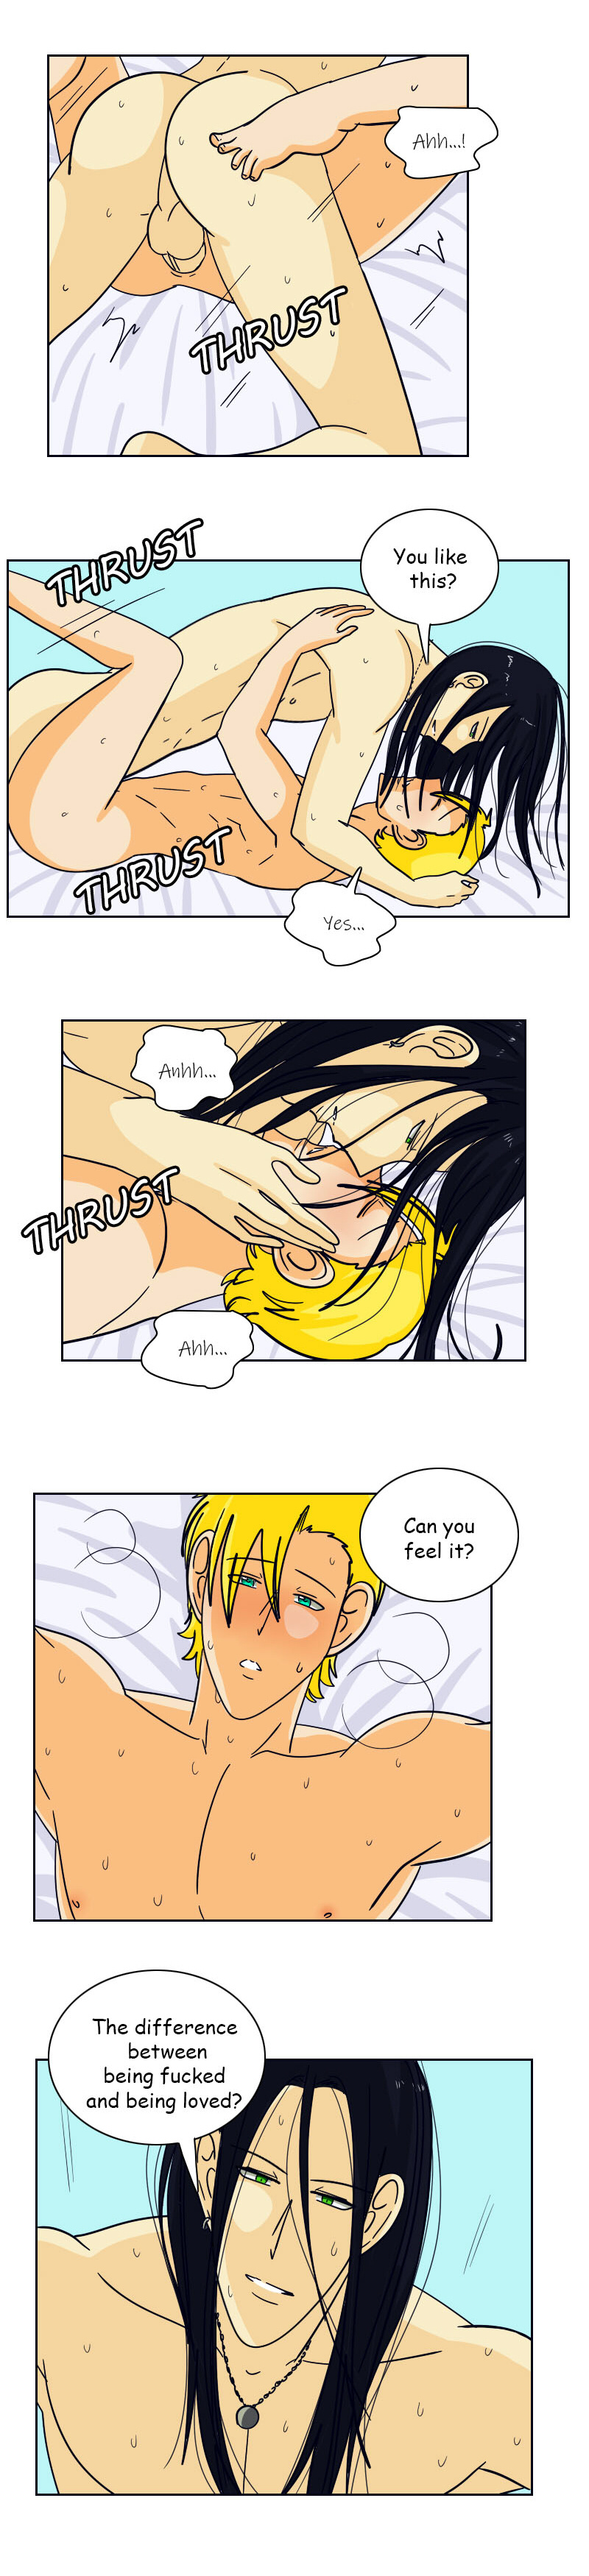 Ahh...!
THRUST
THRUST
You like
this?
THRUST
Yes...
Anhh...
THRUST
Ahh...
Can you
feel it?
The difference
between
being fucked
and being loved?